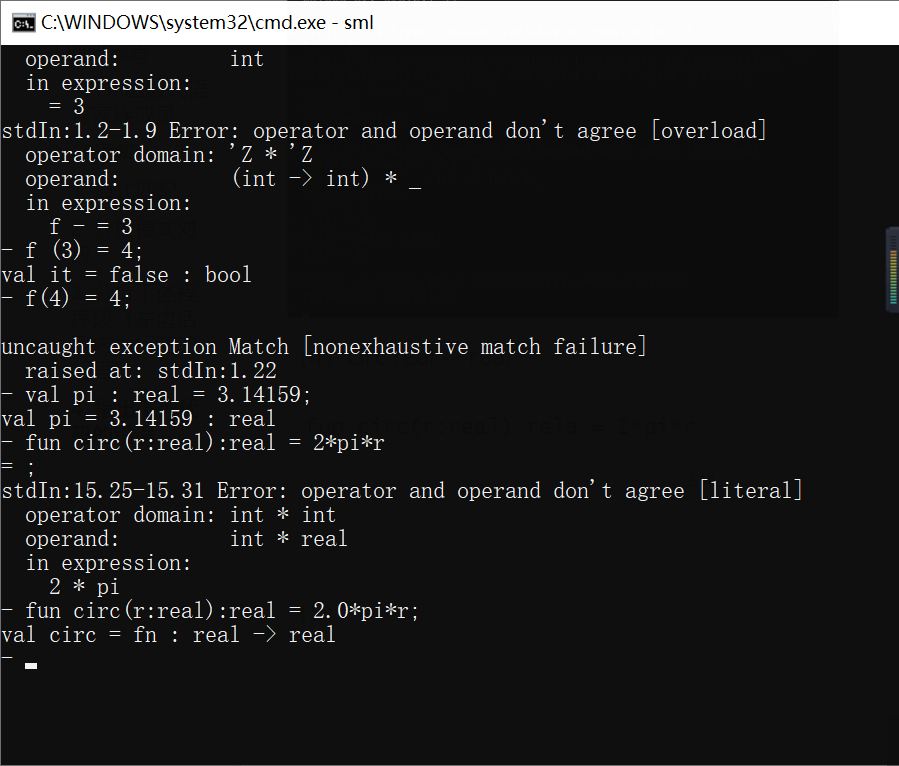 C:\WINDOWS\system32\cmd.exe - sml
operand: int
in expression:
= 3
stdIn:1.2-1.9 Error: operator and operand don't agree [overload]
operator domain: 'Z * 'Z
operand: (int -> int) * _
in expression:
f - = 3
- f (3) = 4;
val it = false : bool
- f(4) = 4;
uncaught exception Match [nonexhaustive match failure]
raised at: stdIn:1.22
- val pi : real = 3.14159;
val pi = 3.14159 : real
- fun circ(r:real):real = 2*pi*r
= ;
stdIn:15.25-15.31 Error: operator and operand don't agree [literal]
operator domain: int * int
operand: int * real
in expression:
2 * pi
- fun circ(r:real):real = 2.0*pi*r;
val circ = fn : real -> real
-